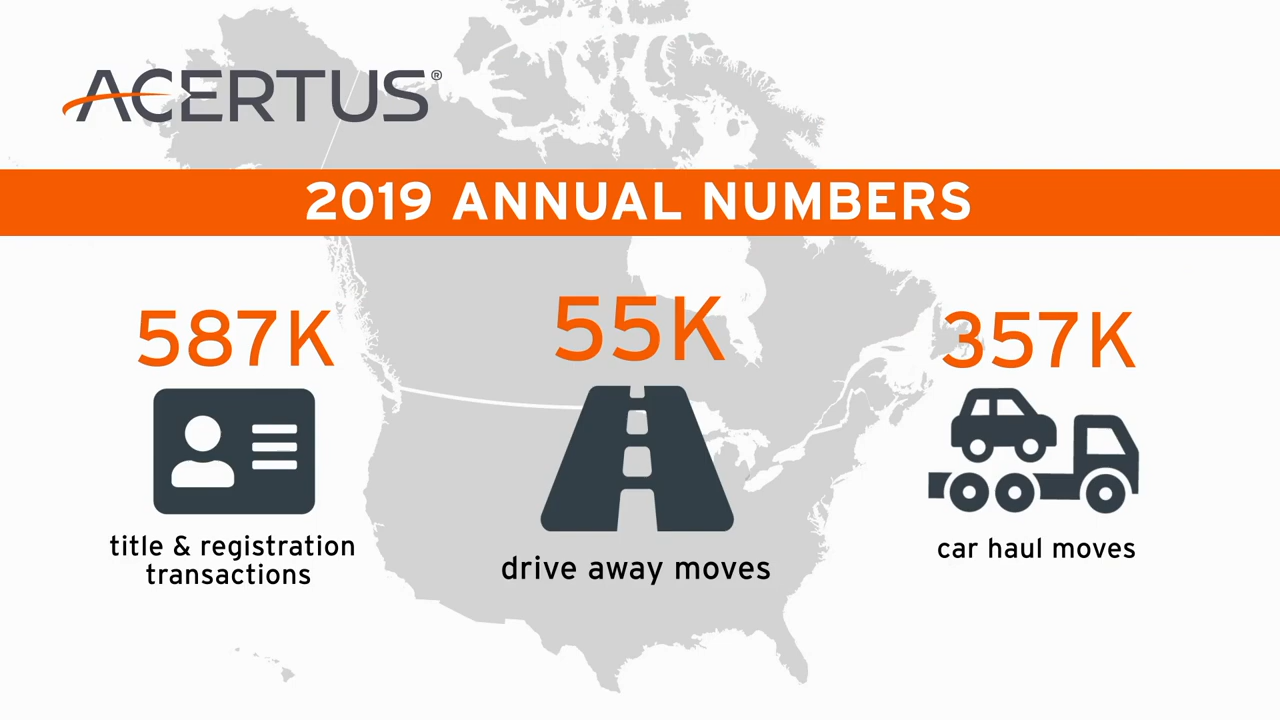 ACERTUS®
2019 ANNUAL NUMBERS
587K
title & registration
transactions
55K
drive away moves
357K
car haul moves